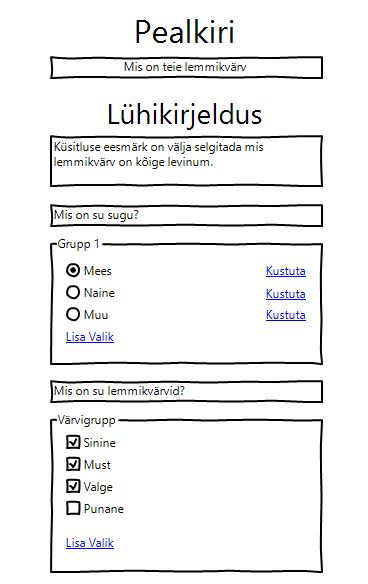 Pealkiri
Mis on teie lemmikvärv
Lühikirjeldus
Küsitluse eesmärk on välja selgitada mis
lemmikvärv on kõige levinum.
Mis on su sugu?
Grupp 1
Mees Kustuta
Naine Kustuta
Muu Kustuta
Lisa Valik
Mis on su lemmikvärvid?
Värvigrupp
Sinine
Must
Valge
Punane
Lisa Valik